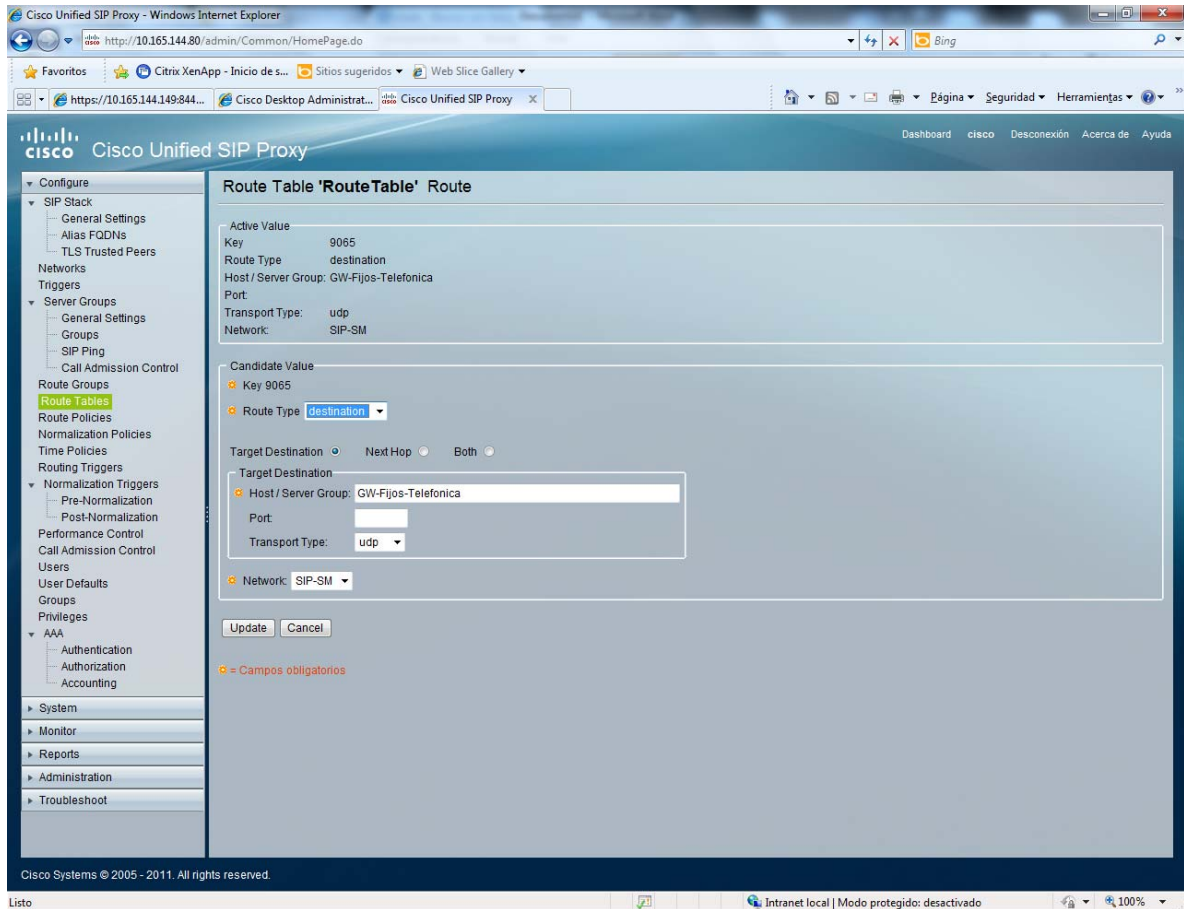 Cisco Unified SIP Proxy - Windows Internet Explorer
http://10.165.144.80/admin/Common/HomePage.do
Bing
Favoritos Citrix XenApp - Inicio de s... Sitios sugeridos Web Slice Gallery
https://10.165.144.149:844... Cisco Desktop Administrat... Cisco Unified SIP Proxy X Página Seguridad Herramientas
CISCO Cisco Unified SIP Proxy
Dashboard cisco Desconexión Acerca de Ayuda
Configure
SIP Stack
General Settings
Alias FQDNs
TLS Trusted Peers
Networks
Triggers
Server Groups
General Settings
Groups
SIP Ping
Call Admission Control
Route Groups
Route Tables
Route Policies
Normalization Policies
Time Policies
Routing Triggers
Normalization Triggers
Pre-Normalization
Post-Normalization
Performance Control
Call Admission Control
Users
User Defaults
Groups
Privileges
AAA
Authentication
Authorization
Accounting
System
Monitor
Reports
Administration
Troubleshoot
Route Table 'RouteTable' Route
Active Value
Key 9065
Route Type destination
Host / Server Group: GW-Fijos-Telefonica
Port:
Transport Type: udp
Network: SIP-SM
Candidate Value
Key 9065
Route Type destination
Target Destination Next Hop Both
Target Destination
Host / Server Group: GW-Fijos-Telefonica
Port:
Transport Type: udp
Network: SIP-SM
Update Cancel
= Campos obligatorios
Cisco Systems © 2005 - 2011. All rights reserved.
Listo Intranet local | Modo protegido: desactivado 100%